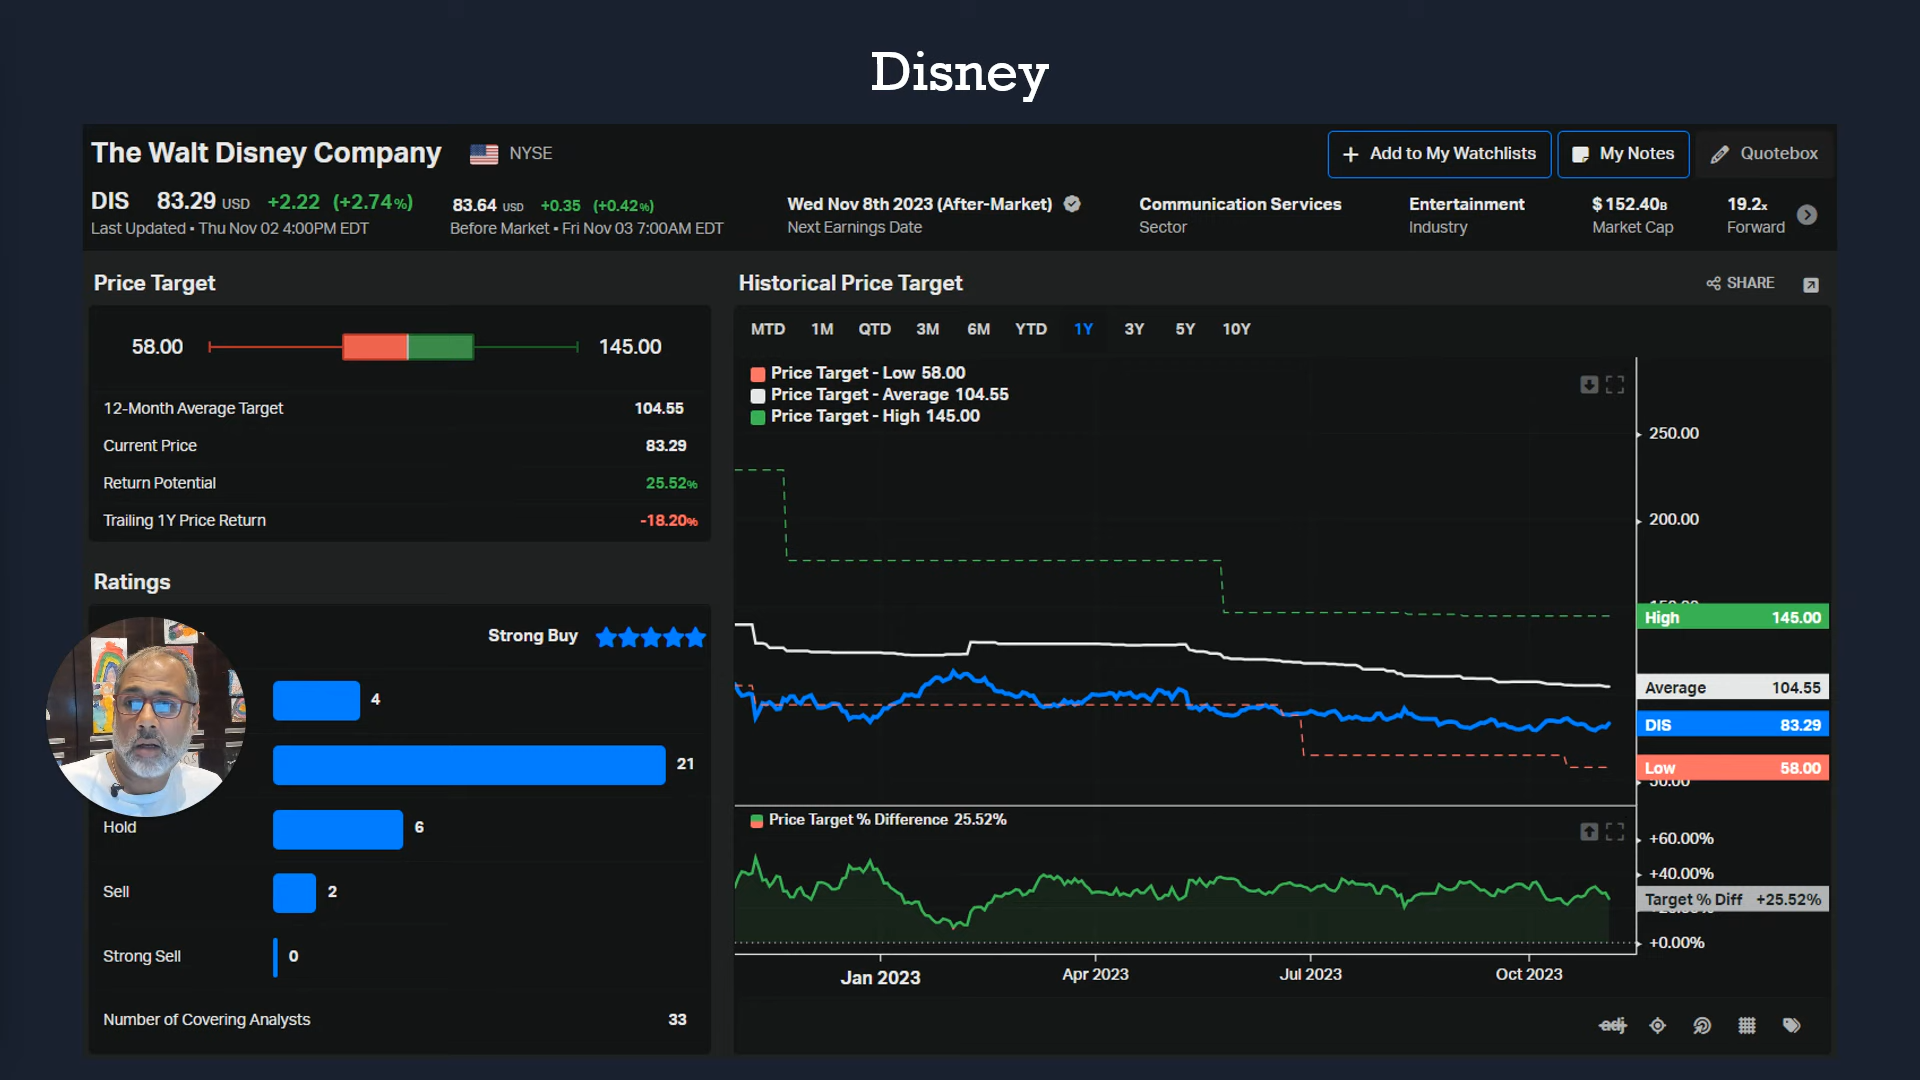 Disney
The Walt Disney Company NYSE
Add to My Watchlists My Notes Quotebox
DIS 83.29 USD +2.22 (+2.74%)
Last Updated • Thu Nov 02 4:00PM EDT
83.64 USD +0.35 (+0.42%)
Before Market • Fri Nov 03 7:00AM EDT
Wed Nov 8th 2023 (After-Market)
Next Earnings Date
Communication Services
Sector
Entertainment
Industry
$152.40B
Market Cap
19.2x
Forward
Price Target
58.00 145.00
12-Month Average Target 104.55
Current Price 83.29
Return Potential 25.52%
Trailing 1Y Price Return -18.20%
Ratings
Strong Buy
4
21
Hold 6
Sell 2
Strong Sell 0
Number of Covering Analysts 33
Historical Price Target
SHARE
MTD 1M QTD 3M 6M YTD 1Y 3Y 5Y 10Y
Price Target - Low 58.00
Price Target - Average 104.55
Price Target - High 145.00
250.00
200.00
High 145.00
Average 104.55
DIS 83.29
Low 58.00
Price Target % Difference 25.52%
+60.00%
+40.00%
Target % Diff +25.52%
+0.00%
Jan 2023 Apr 2023 Jul 2023 Oct 2023
adj